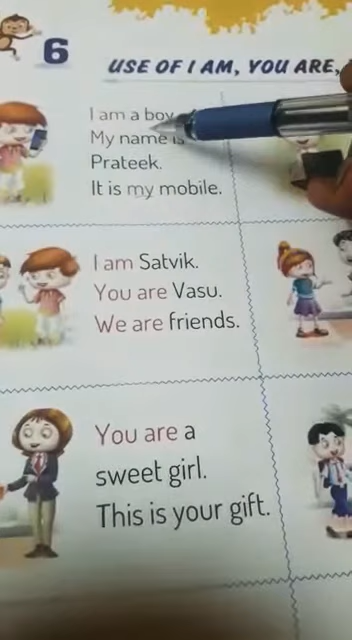 6
USE OF I AM, YOU ARE,
I am a boy
My name is
Prateek.
It is my mobile.
I am Satvik.
You are Vasu.
We are friends.
You are a
sweet girl.
This is your gift.